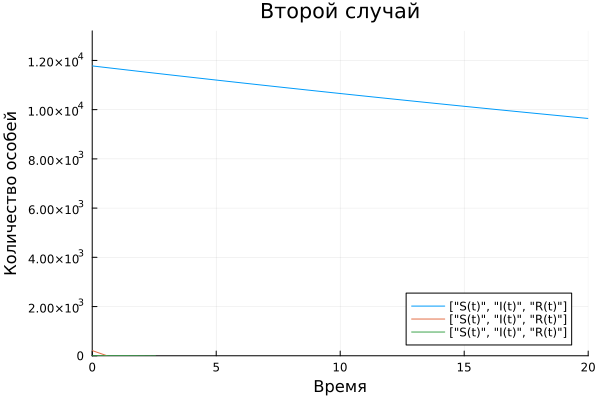 Второй случай
Количество особей
1.20×10⁴
1.00×10⁴
8.00×10³
6.00×10³
4.00×10³
2.00×10³
0
["S(t)", "I(t)", "R(t)"]
["S(t)", "I(t)", "R(t)"]
["S(t)", "I(t)", "R(t)"]
0 5 10 15 20
Время